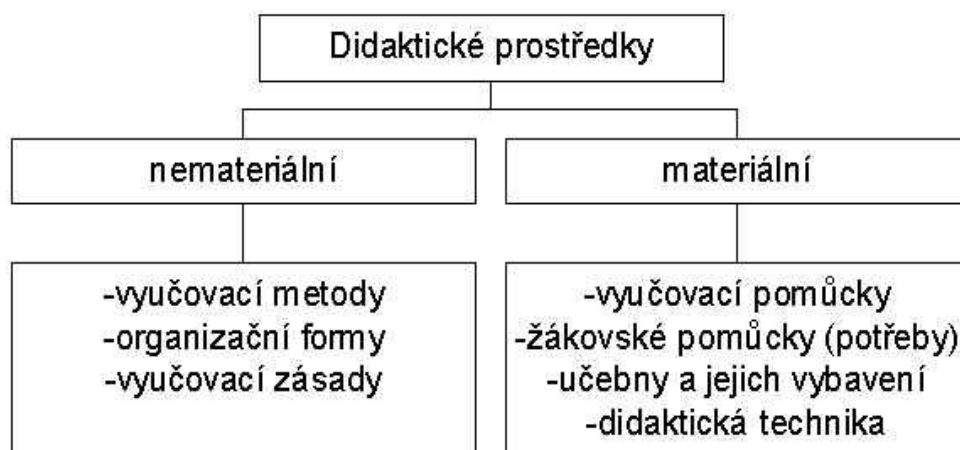 Didaktické prostředky
nemateriální
materiální
-vyučovací metody
-organizační formy
-vyučovací zásady
-vyučovací pomůcky
-žákovské pomůcky (potřeby)
-učebny a jejich vybavení
-didaktická technika